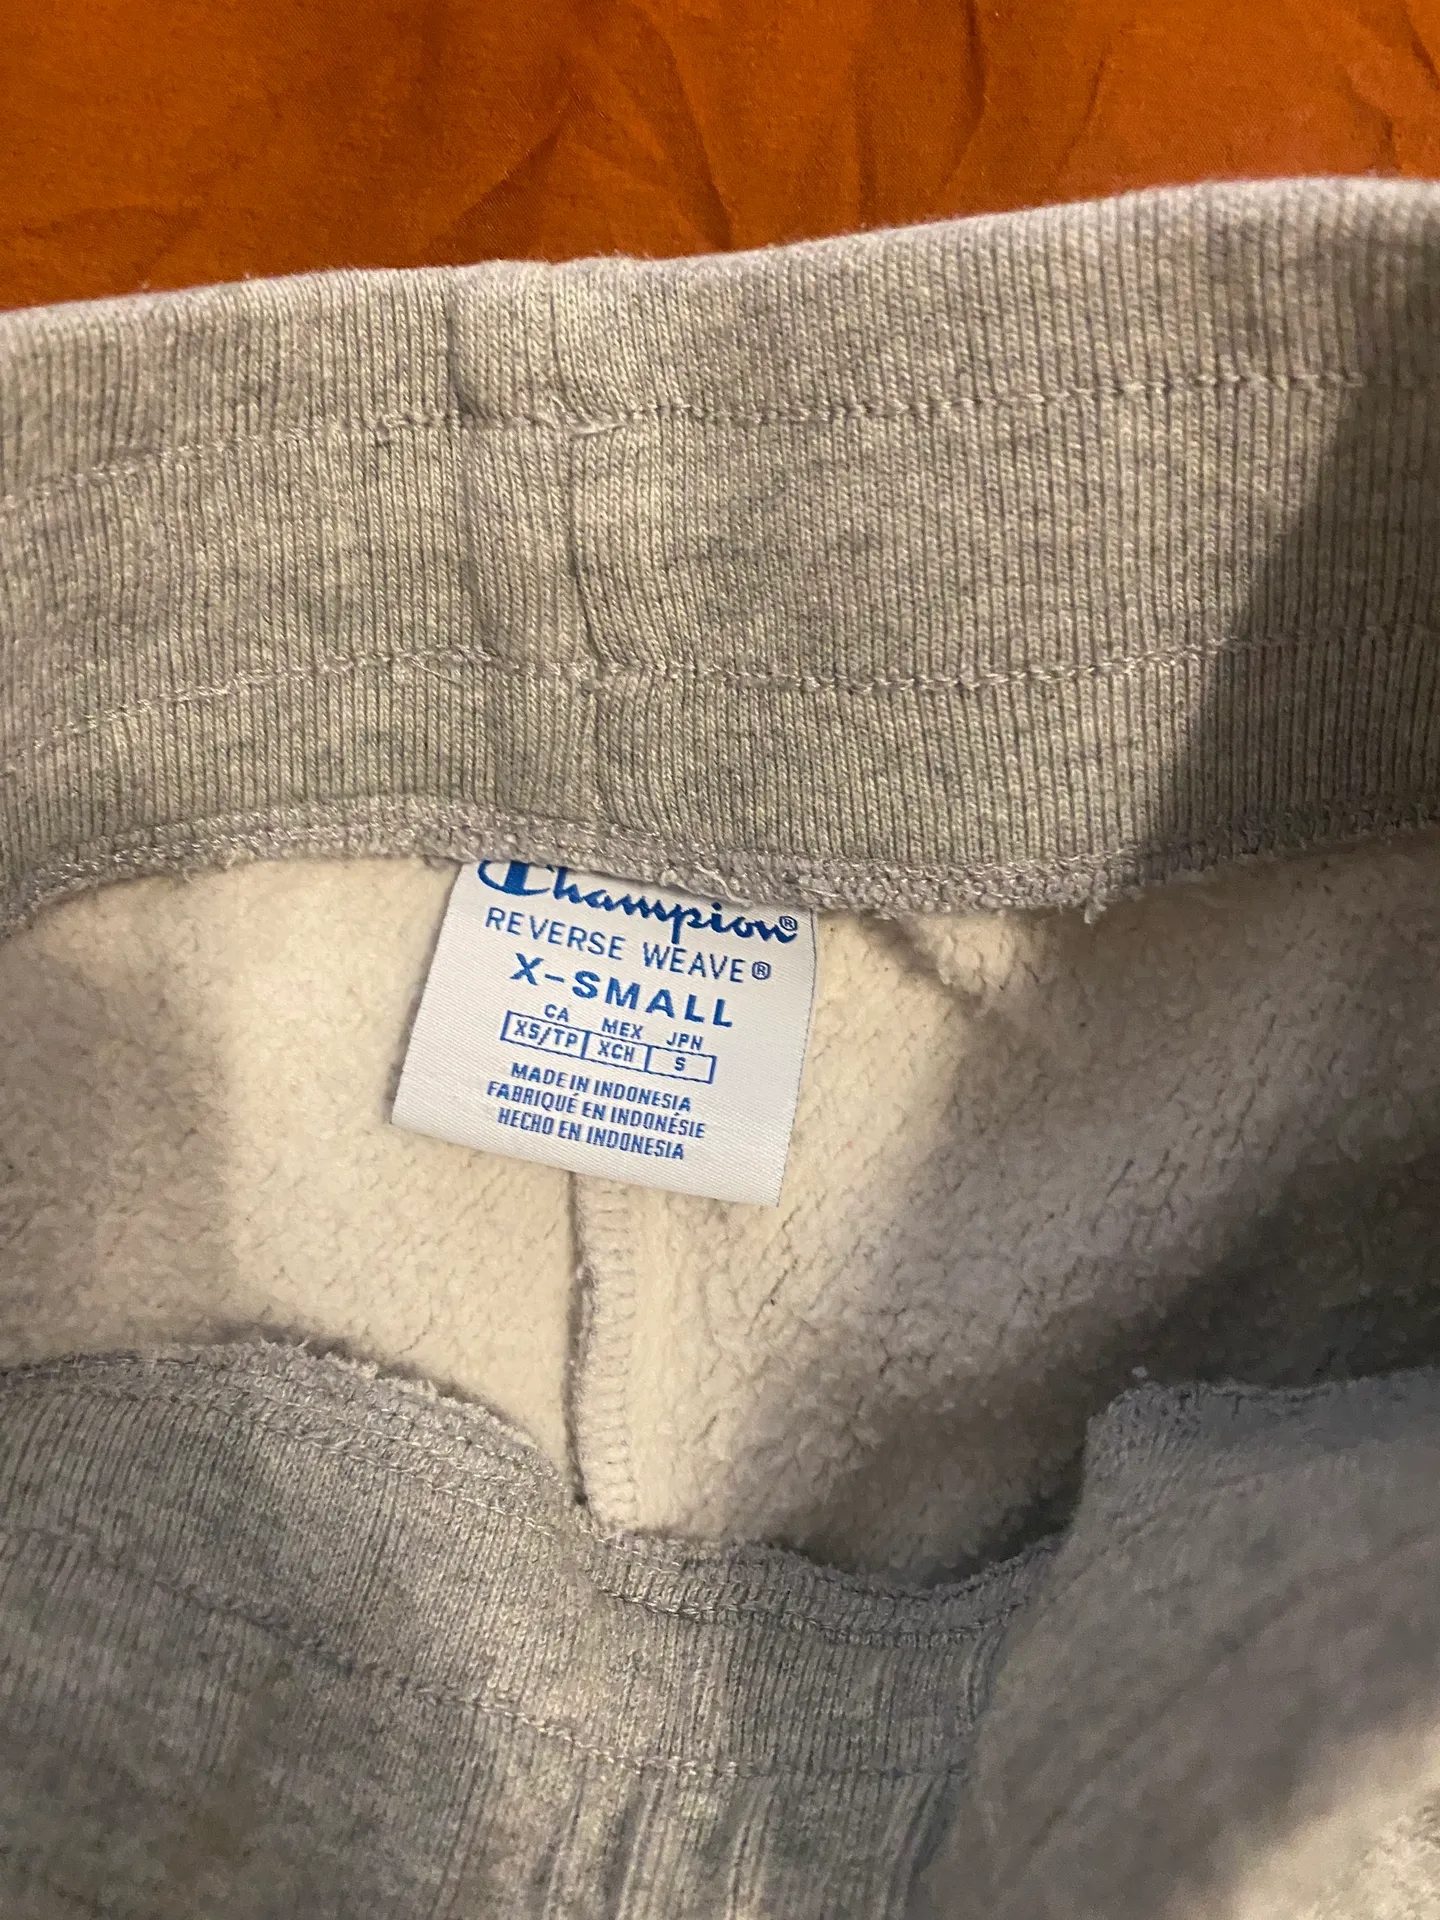 Champion®
REVERSE WEAVE®
X-SMALL
CA MEX JPN
XS/TP XCH S
MADE IN INDONESIA
FABRIQUÉ EN INDONÉSIE
HECHO EN INDONESIA